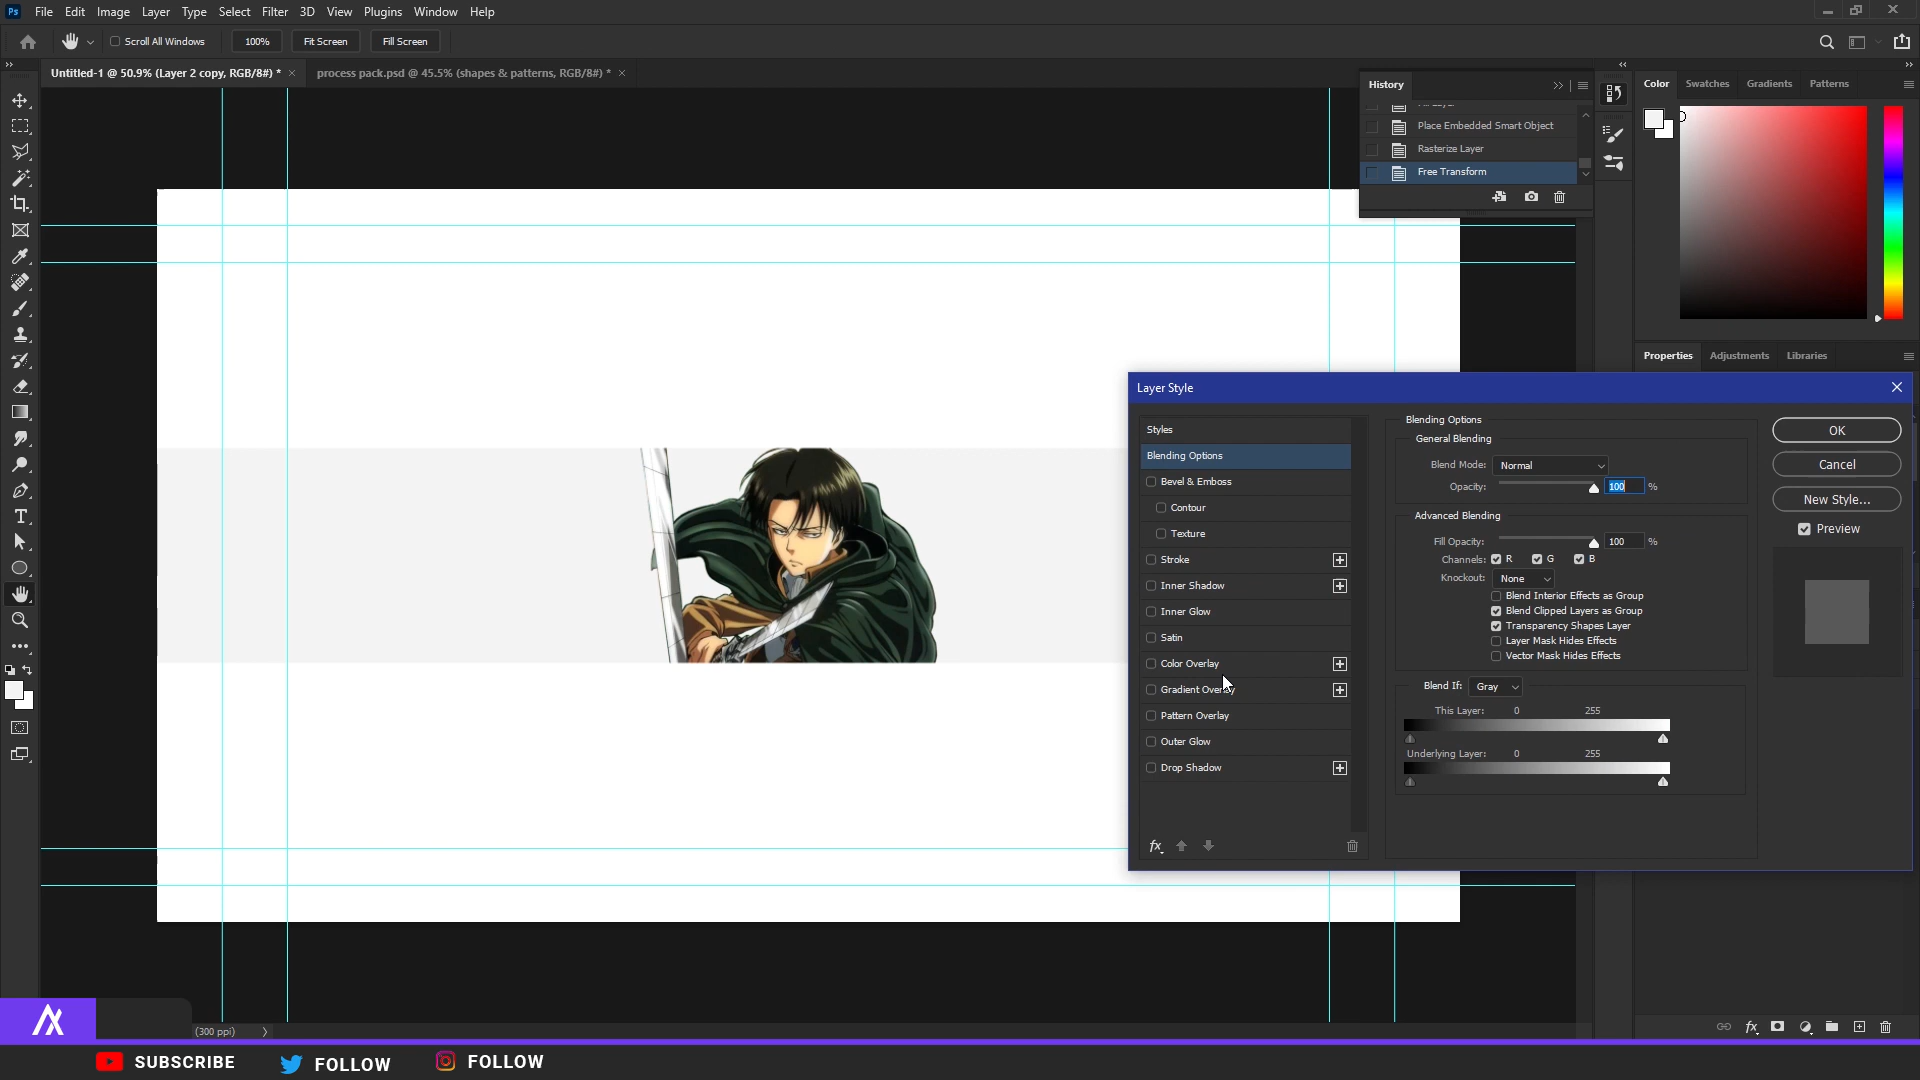 Ps File Edit Image Layer Type Select Filter 3D View Plugins Window Help
Scroll All Windows 100% Fit Screen Fill Screen
Untitled-1 @ 50.9% (Layer 2 copy, RGB/8#) * × process pack.psd @ 45.5% (shapes & patterns, RGB/8#) * ×
History
Place Embedded Smart Object
Rasterize Layer
Free Transform
Color Swatches Gradients Patterns
Properties Adjustments Libraries
Layer Style
Styles
Blending Options
Bevel & Emboss
Contour
Texture
Stroke
Inner Shadow
Inner Glow
Satin
Color Overlay
Gradient Overlay
Pattern Overlay
Outer Glow
Drop Shadow
fx
Blending Options
General Blending
Blend Mode: Normal
Opacity: 100 %
Advanced Blending
Fill Opacity: 100 %
Channels: R G B
Knockout: None
Blend Interior Effects as Group
Blend Clipped Layers as Group
Transparency Shapes Layer
Layer Mask Hides Effects
Vector Mask Hides Effects
Blend If: Gray
This Layer: 0 255
Underlying Layer: 0 255
OK
Cancel
New Style...
Preview
fx
(300 ppi)
SUBSCRIBE FOLLOW FOLLOW